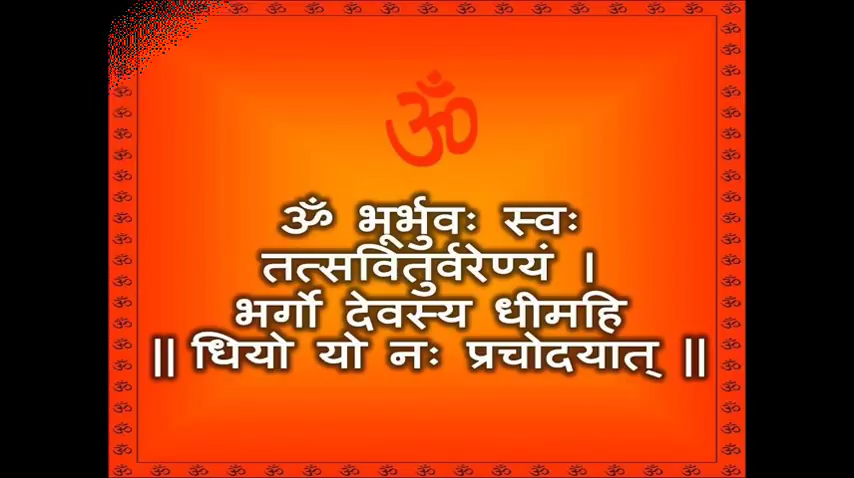 ॐ
ॐ भूर्भुवः स्वः
तत्सवितुर्वरेण्यं ।
भर्गो देवस्य धीमहि
|| धियो यो नः प्रचोदयात् ||